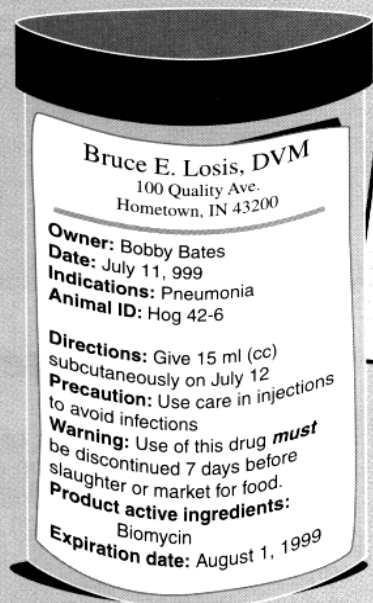 Bruce E. Losis, DVM
100 Quality Ave.
Hometown, IN 43200
Owner: Bobby Bates
Date: July 11, 999
Indications: Pneumonia
Animal ID: Hog 42-6
Directions: Give 15 ml (cc)
subcutaneously on July 12
Precaution: Use care in injections
to avoid infections
Warning: Use of this drug must
be discontinued 7 days before
slaughter or market for food.
Product active ingredients:
Biomycin
Expiration date: August 1, 1999